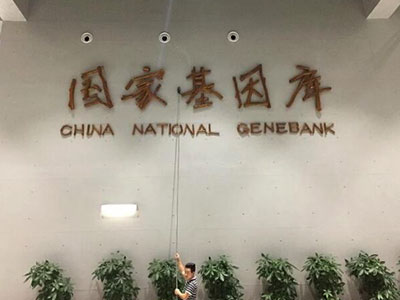 国家基因库
CHINA NATIONAL GENEBANK